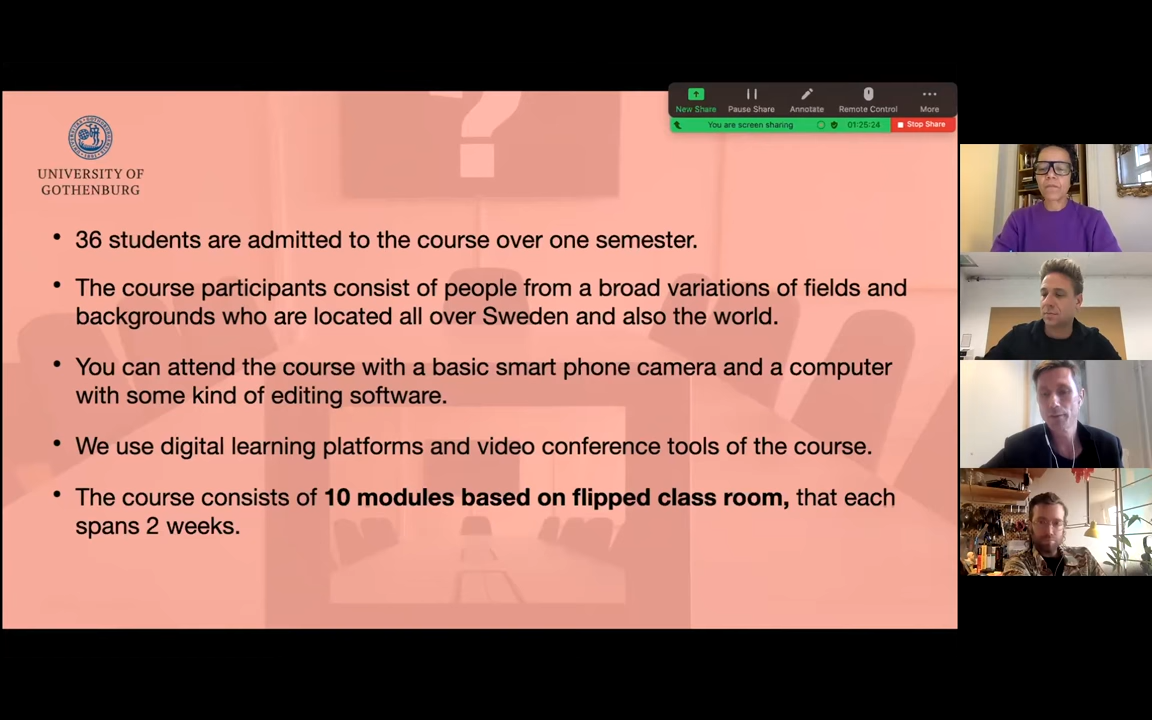 New Share
Pause Share
Annotate
Remote Control
More
You are screen sharing
01:25:24
Stop Share
?
UNIVERSITY OF
GOTHENBURG
• 36 students are admitted to the course over one semester.
• The course participants consist of people from a broad variations of fields and
backgrounds who are located all over Sweden and also the world.
• You can attend the course with a basic smart phone camera and a computer
with some kind of editing software.
• We use digital learning platforms and video conference tools of the course.
• The course consists of 10 modules based on flipped class room, that each
spans 2 weeks.